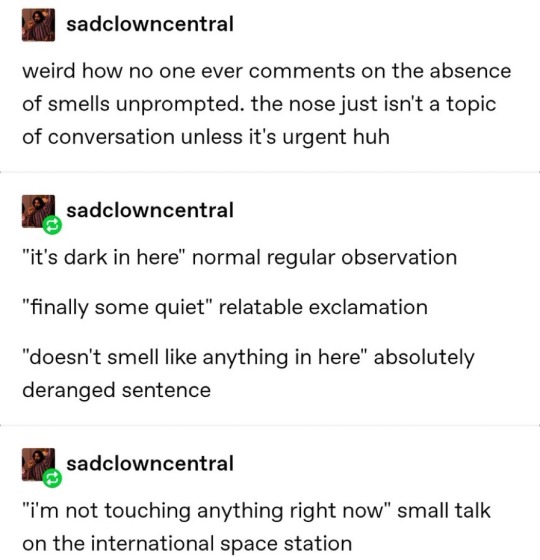 sadclowncentral
weird how no one ever comments on the absence
of smells unprompted. the nose just isn't a topic
of conversation unless it's urgent huh
sadclowncentral
"it's dark in here" normal regular observation
"finally some quiet" relatable exclamation
"doesn't smell like anything in here" absolutely
deranged sentence
sadclowncentral
"i'm not touching anything right now" small talk
on the international space station